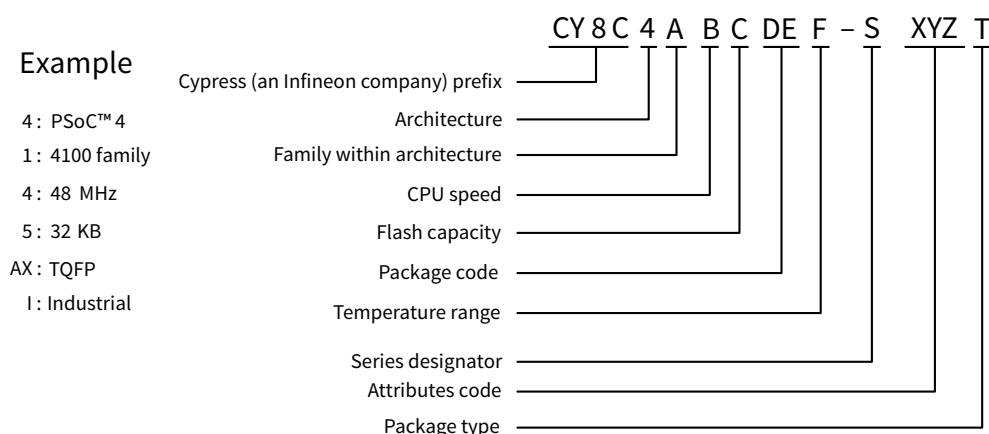 CY 8 C 4 A B C DE F – S XYZ T
Example
Cypress (an Infineon company) prefix
4 : PSoC™ 4
Architecture
1 : 4100 family
Family within architecture
4 : 48 MHz
CPU speed
5 : 32 KB
Flash capacity
AX : TQFP
Package code
I : Industrial
Temperature range
Series designator
Attributes code
Package type